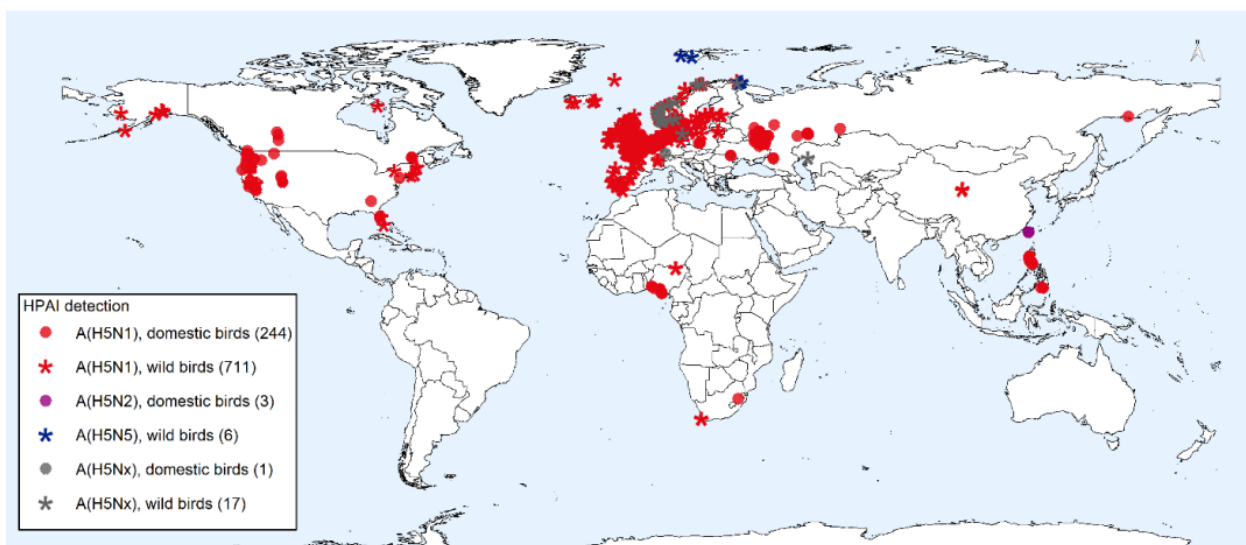 HPAI detection
A(H5N1), domestic birds (244)
A(H5N1), wild birds (711)
A(H5N2), domestic birds (3)
A(H5N5), wild birds (6)
A(H5Nx), domestic birds (1)
A(H5Nx), wild birds (17)